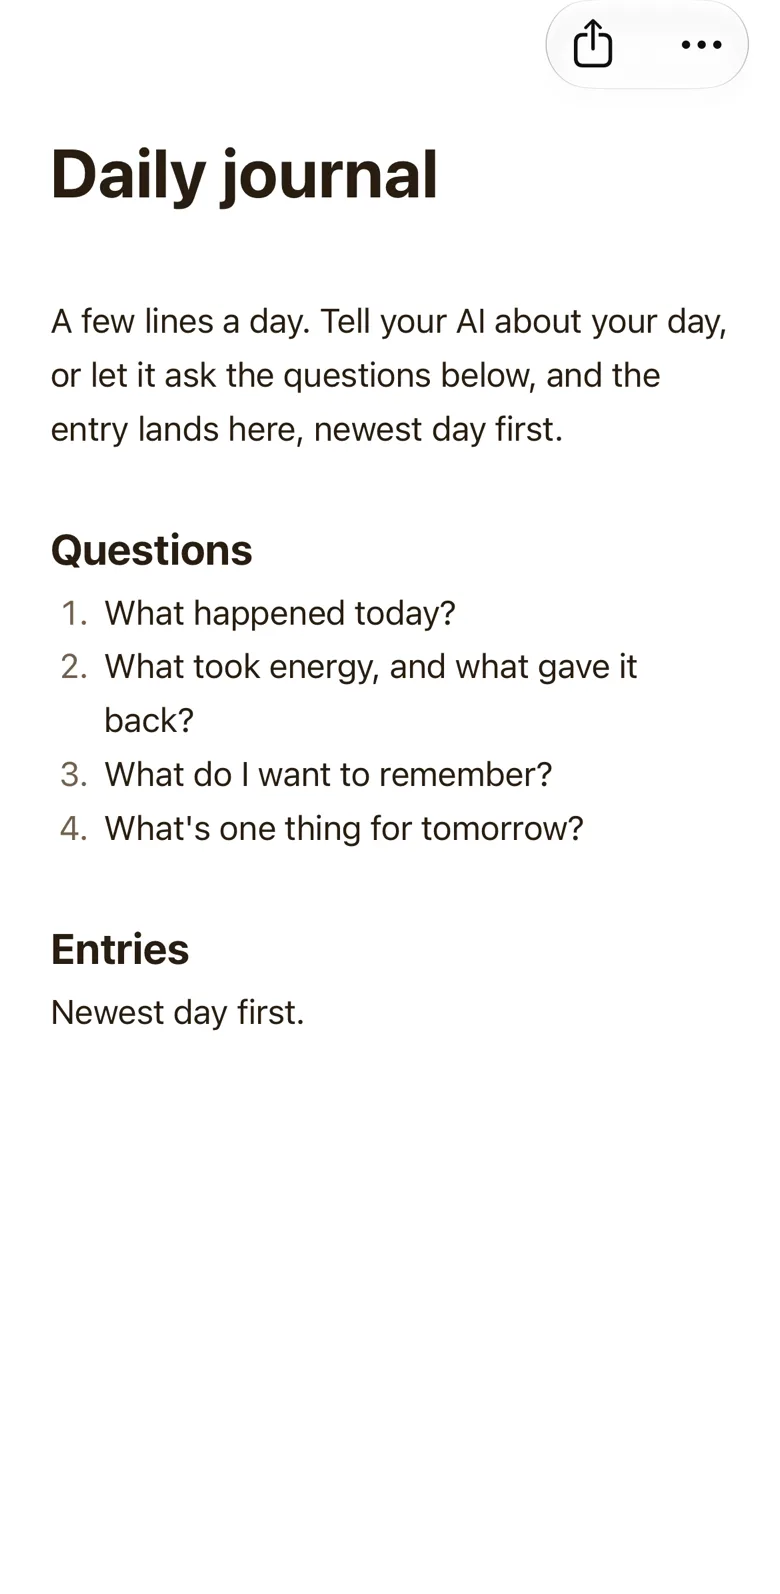 Daily journal
A few lines a day. Tell your AI about your day,
or let it ask the questions below, and the
entry lands here, newest day first.
Questions
1. What happened today?
2. What took energy, and what gave it
back?
3. What do I want to remember?
4. What's one thing for tomorrow?
Entries
Newest day first.